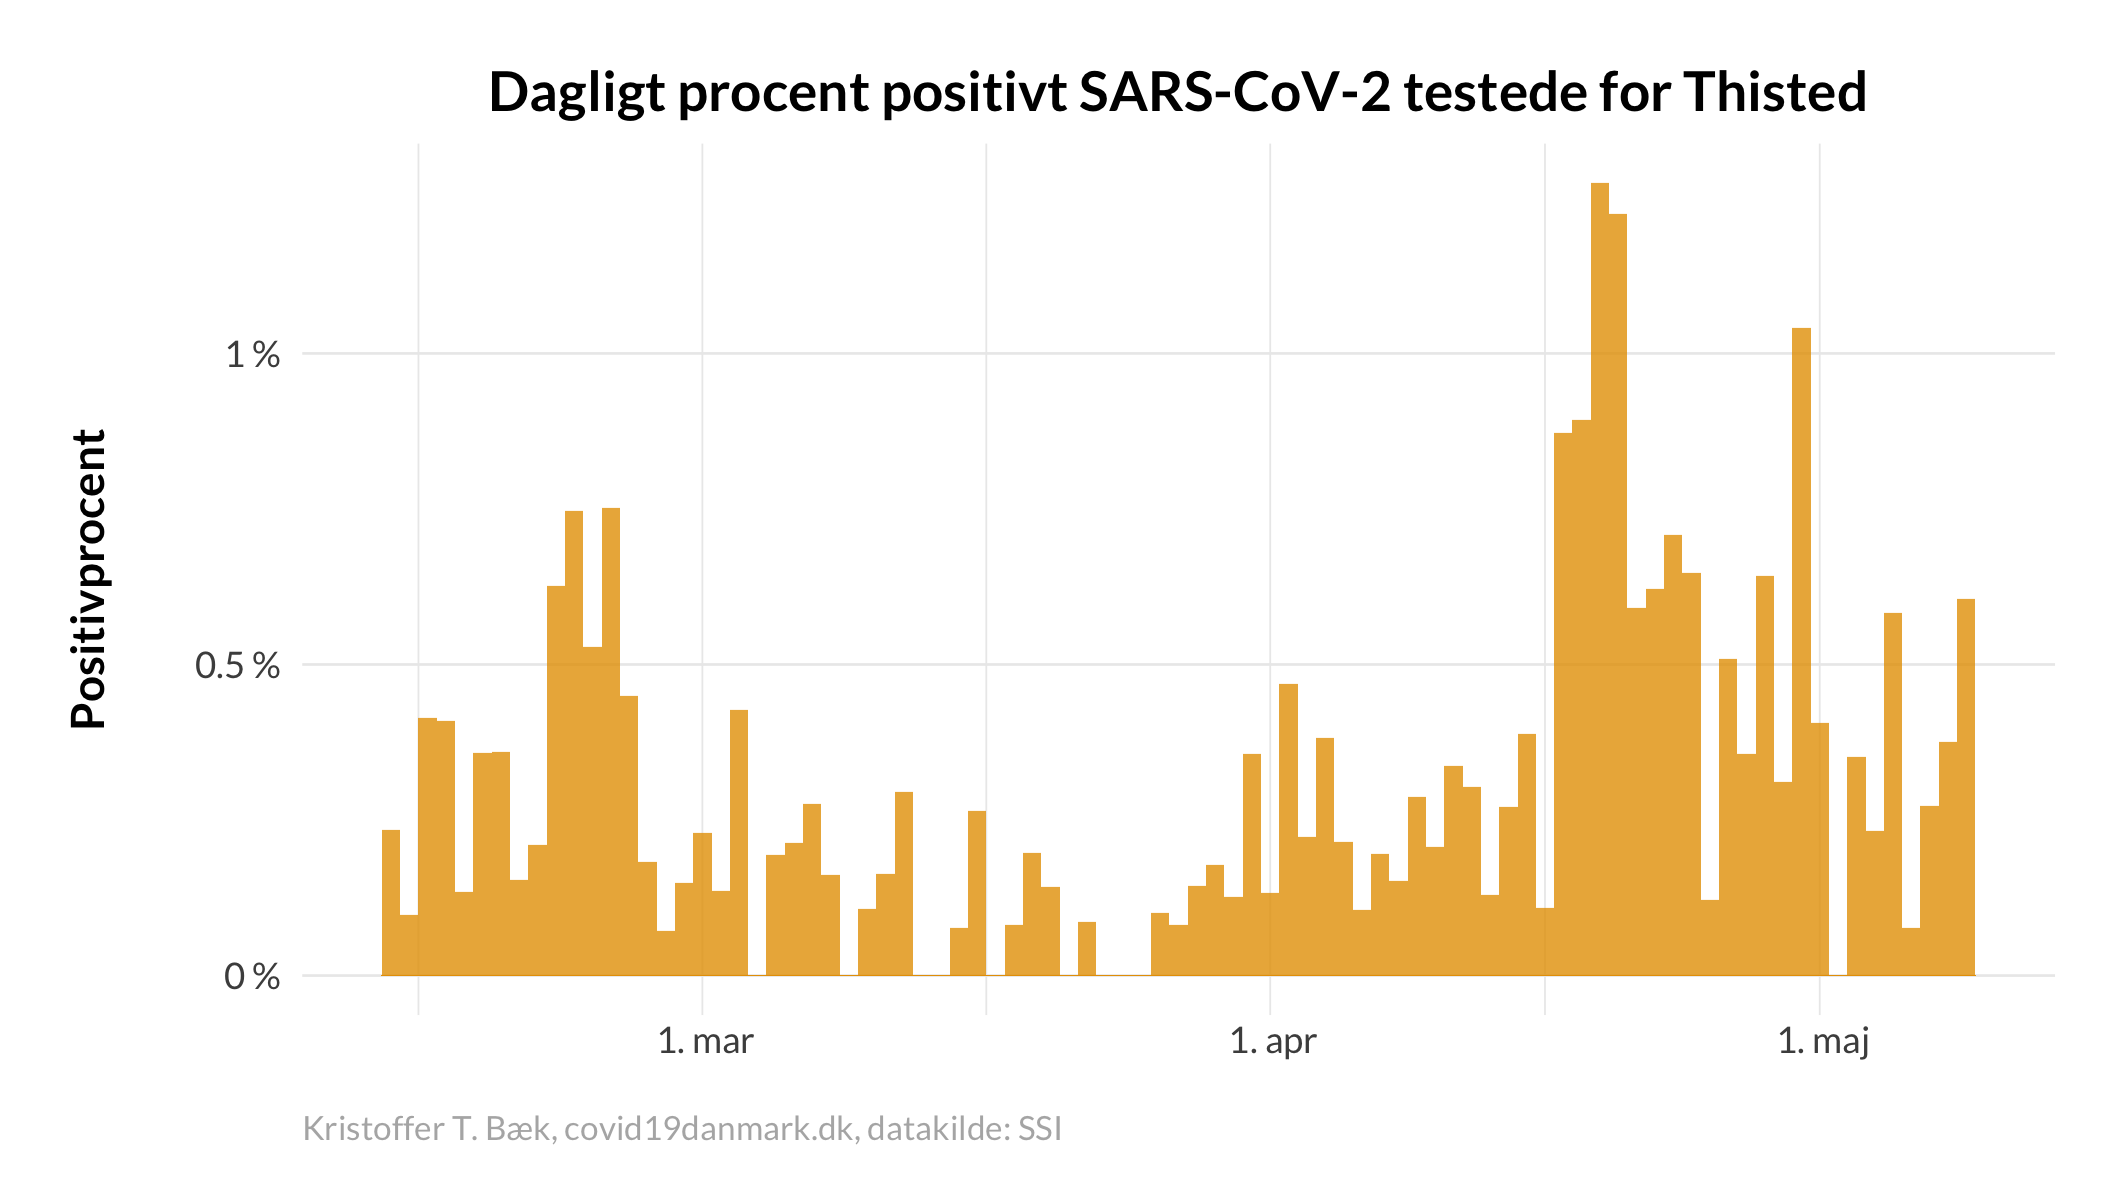 Dagligt procent positivt SARS-CoV-2 testede for Thisted
Positivprocent
1 %
0.5 %
0 %
1. mar
1. apr
1. maj
Kristoffer T. Bæk, covid19danmark.dk, datakilde: SSI